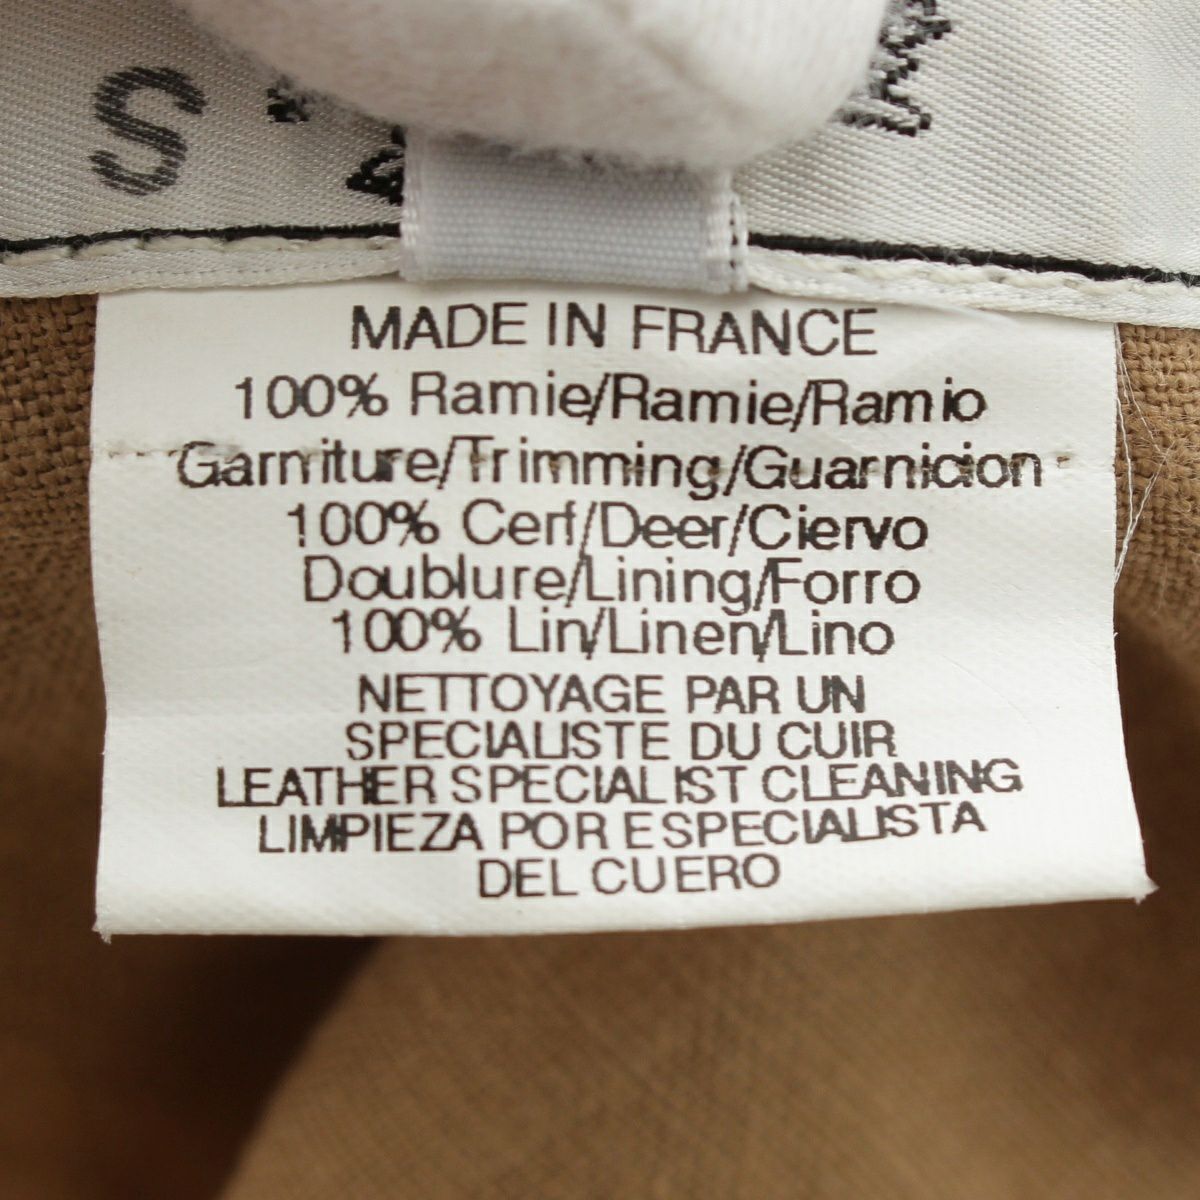 S
MADE IN FRANCE
100% Ramie/Ramie/Ramio
Garniture/Trimming/Guarnicion
100% Cerf/Deer/Ciervo
Doublure/Lining/Forro
100% Lin/Linen/Lino
NETTOYAGE PAR UN
SPECIALISTE DU CUIR
LEATHER SPECIALIST CLEANING
LIMPIEZA POR ESPECIALISTA
DEL CUERO